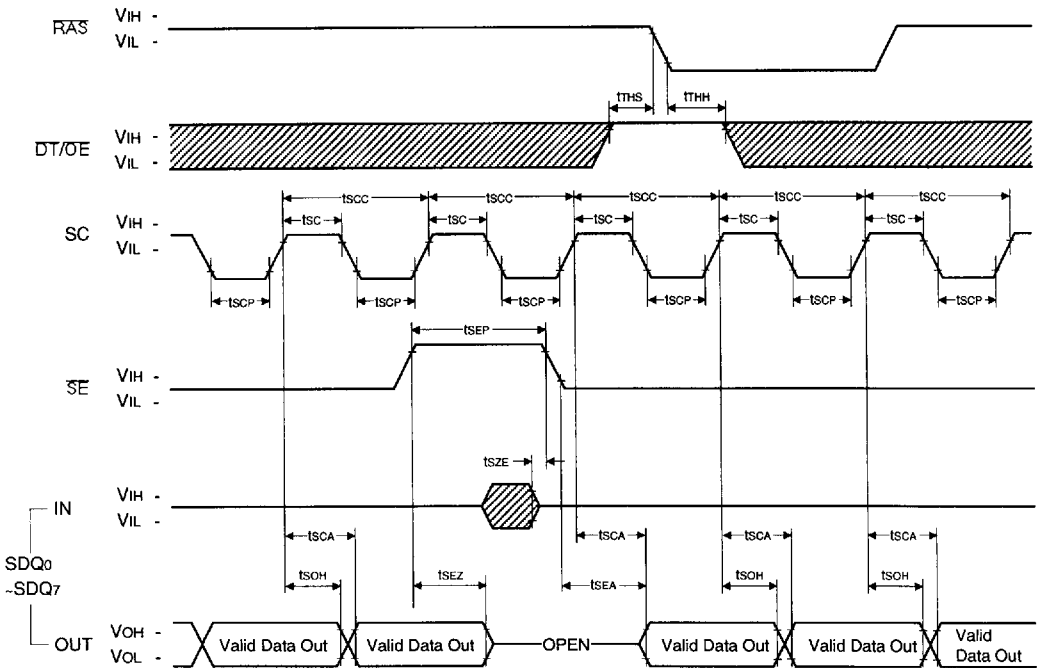 RAS VIH -
VIL -
tTHS tTHH
DT/OE VIH -
VIL -
tSCC tSCC tSCC tSCC tSCC
tSC tSC tSC tSC tSC
SC VIH -
VIL -
tSCP tSCP tSCP tSCP tSCP tSCP
tSEP
SE VIH -
VIL -
tSZE
IN VIH -
VIL -
tSCA tSCA tSCA tSCA
SDQ0
~SDQ7
tSOH tSEZ tSEA tSOH tSOH
OUT VOH -
VOL -
Valid Data Out Valid Data Out OPEN Valid Data Out Valid Data Out Valid
Data Out